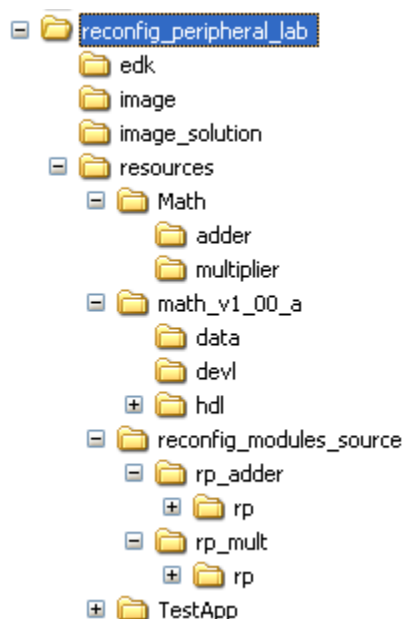 reconfig_peripheral_lab
edk
image
image_solution
resources
Math
adder
multiplier
math_v1_00_a
data
devl
hdl
reconfig_modules_source
rp_adder
rp
rp_mult
rp
TestApp